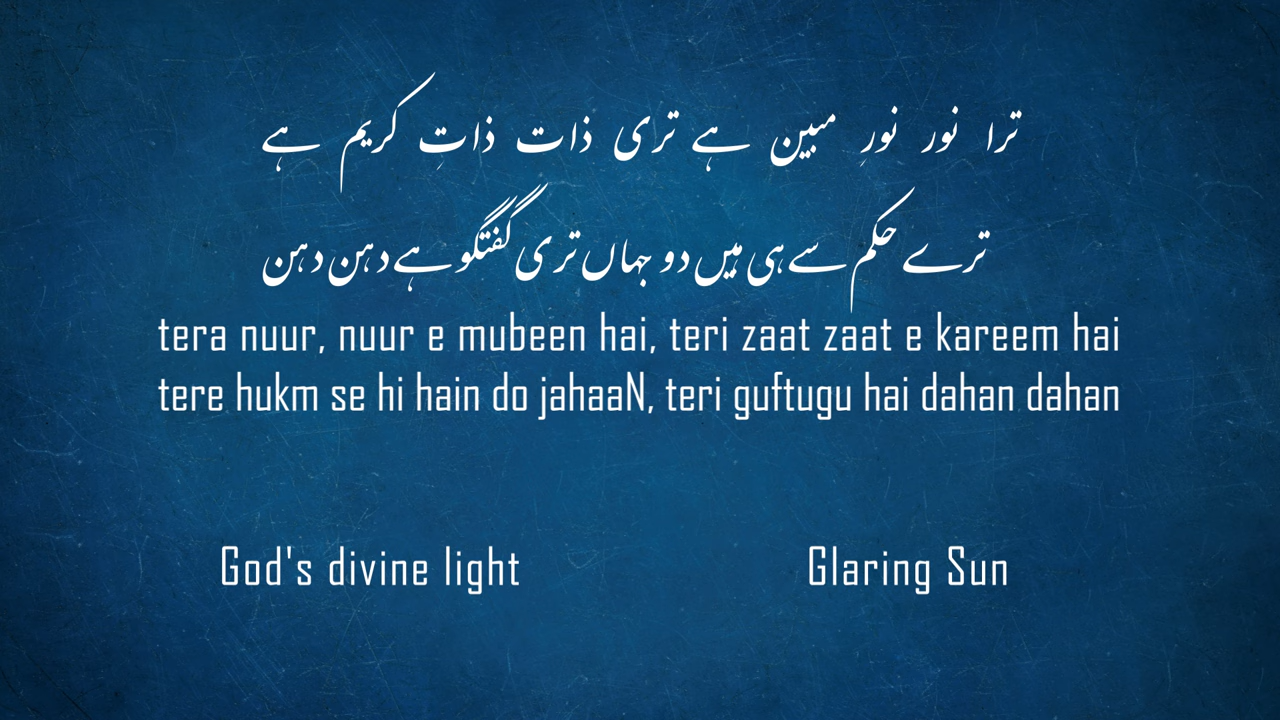 ترا نور نورِ مبین ہے تری ذات ذاتِ کریم ہے
ترے حکم سے ہی ہیں دو جہاں تری گفتگو ہے دہن دہن
tera nuur, nuur e mubeen hai, teri zaat zaat e kareem hai
tere hukm se hi hain do jahaaN, teri guftugu hai dahan dahan
God's divine light
Glaring Sun